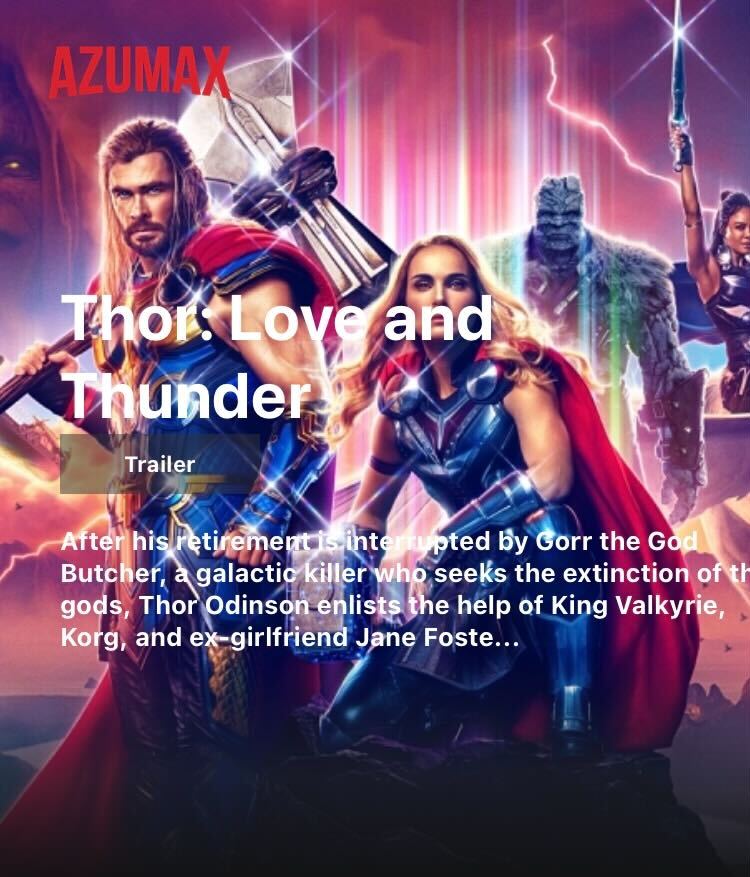 AZUMAX
Thor: Love and
Thunder
Trailer
After his retirement is interrupted by Gorr the God
Butcher, a galactic killer who seeks the extinction of th
gods, Thor Odinson enlists the help of King Valkyrie,
Korg, and ex-girlfriend Jane Foste...